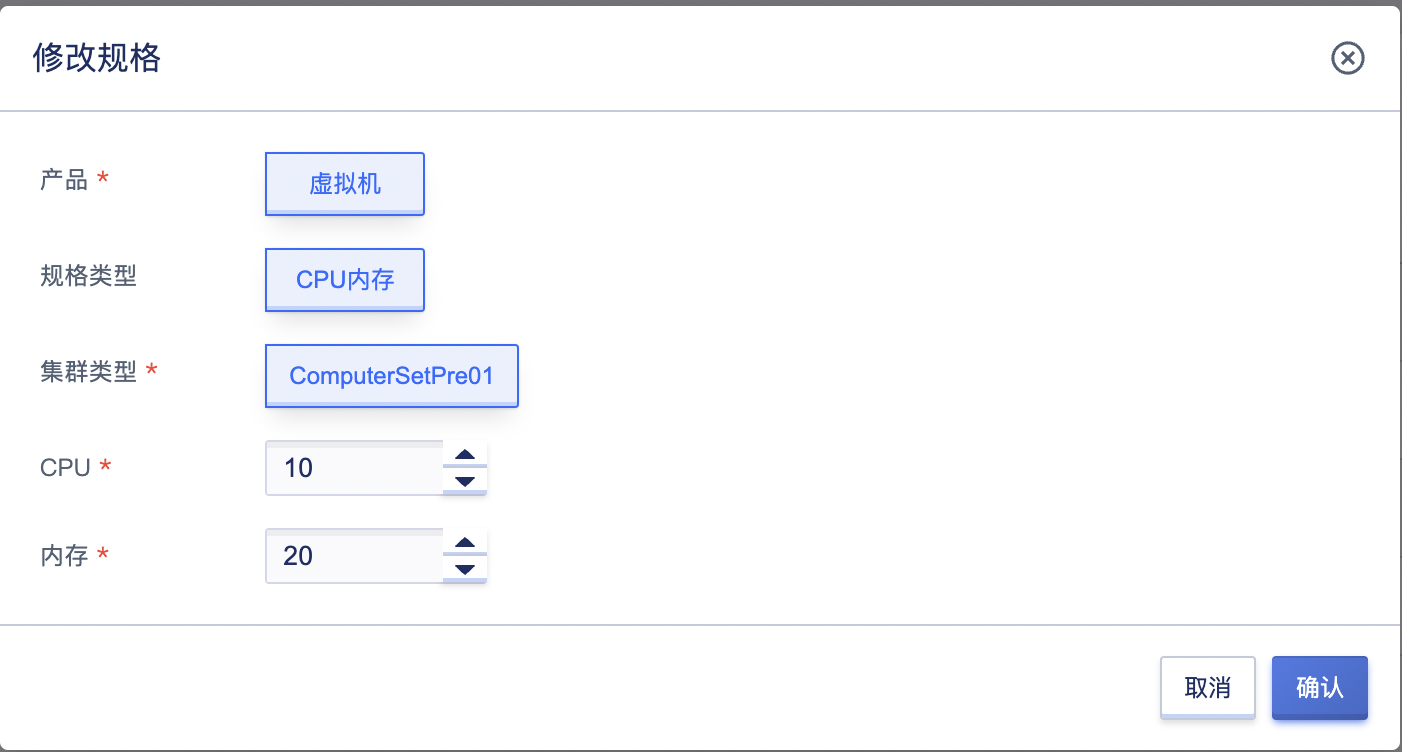 修改规格
产品 *
虚拟机
规格类型
CPU内存
集群类型 *
ComputerSetPre01
CPU *
10
内存 *
20
取消
确认